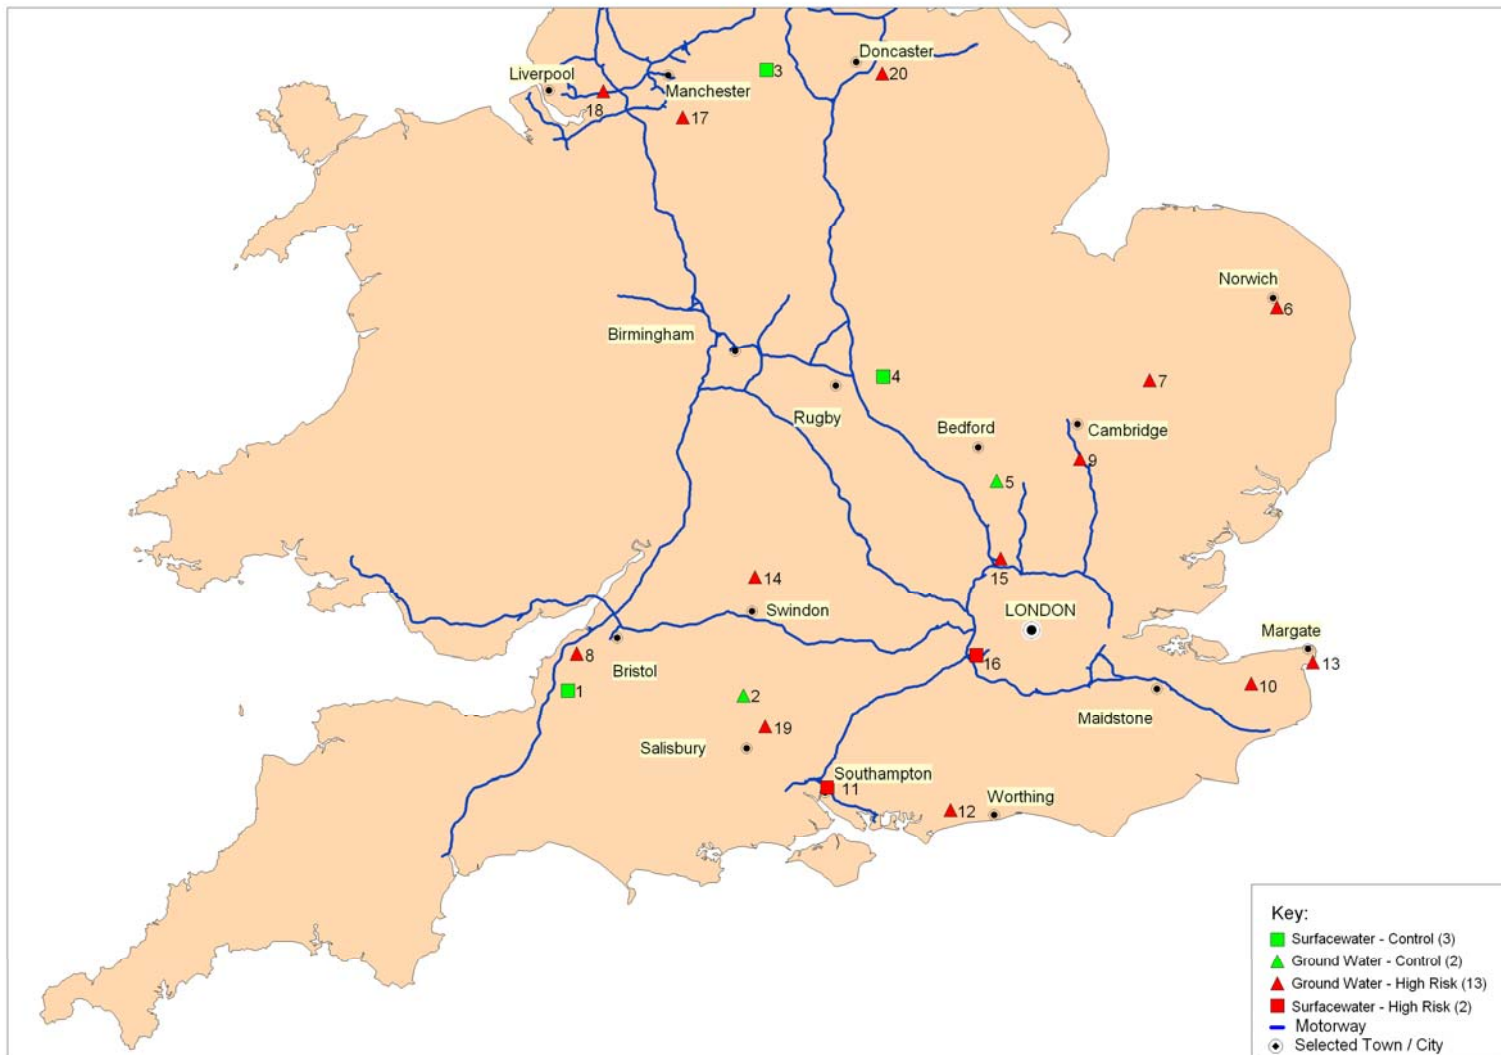 Doncaster
3
20
Liverpool
Manchester
18
17
Norwich
6
Birmingham
4
7
Rugby
Bedford
Cambridge
9
5
14
15
Swindon
LONDON
Margate
8
Bristol
16
13
1
2
10
Maidstone
19
Salisbury
Southampton
11
12
Worthing
Key:
Surfacewater - Control (3)
Ground Water - Control (2)
Ground Water - High Risk (13)
Surfacewater - High Risk (2)
Motorway
Selected Town / City